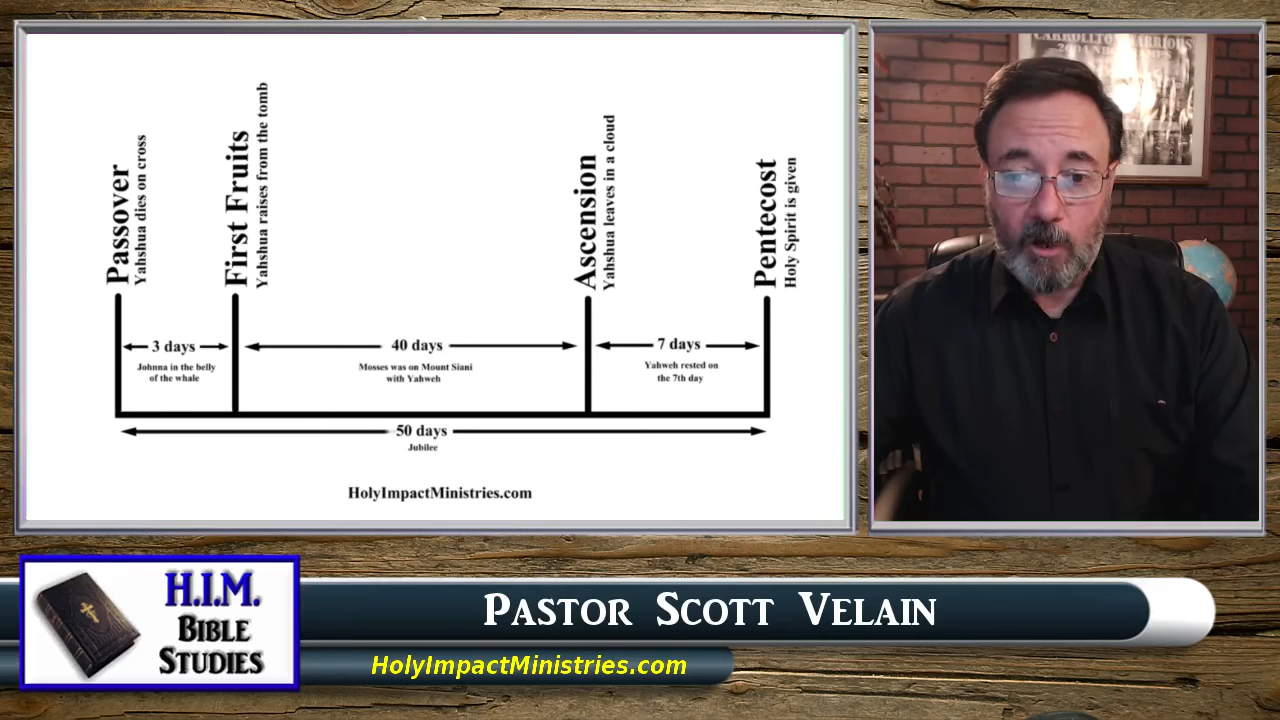 Passover
Yahshua dies on cross
First Fruits
Yahshua raises from the tomb
Ascension
Yahshua leaves in a cloud
Pentecost
Holy Spirit is given
3 days
Johnna in the belly
of the whale
40 days
Mosses was on Mount Siani
with Yahweh
7 days
Yahweh rested on
the 7th day
50 days
Jubilee
HolyImpactMinistries.com
CARROLLTON WARRIORS
H.I.M.
BIBLE
STUDIES
PASTOR SCOTT VELAIN
HolyImpactMinistries.com